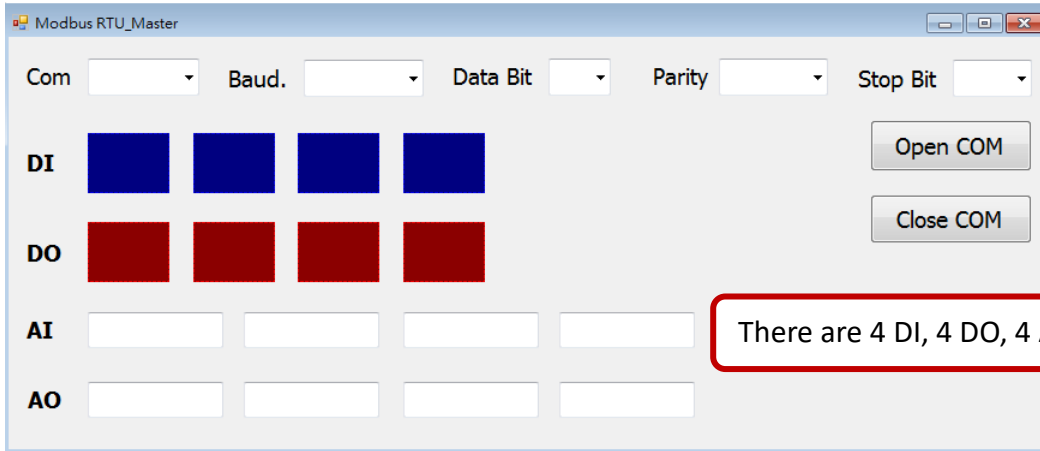 Modbus RTU_Master
Com Baud. Data Bit Parity Stop Bit
Open COM
DI
Close COM
DO
There are 4 DI, 4 DO, 4
AI
AO